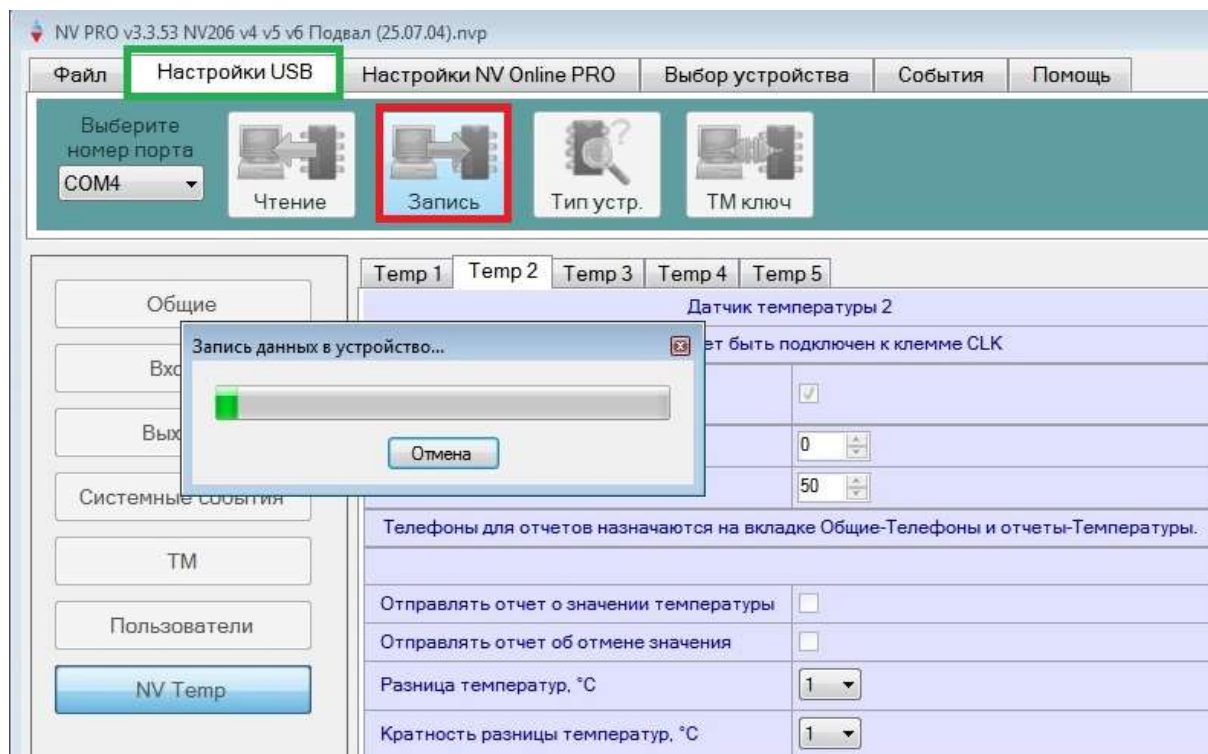 NV PRO v3.3.53 NV206 v4 v5 v6 Подвал (25.07.04).nvp
Файл Настройки USB Настройки NV Online PRO Выбор устройства События Помощь
Выберите
номер порта
COM4
Чтение Запись Тип устр. ТМ ключ
Temp 1 Temp 2 Temp 3 Temp 4 Temp 5
Общие
Датчик температуры 2
Запись данных в устройство...
быть подключен к клемме CLK
0
Отмена
50
Системные события
Телефоны для отчетов назначаются на вкладке Общие-Телефоны и отчеты-Температуры.
ТМ
Отправлять отчет о значении температуры
Пользователи
Отправлять отчет об отмене значения
NV Temp
Разница температур, °С 1
Кратность разницы температур, °С 1